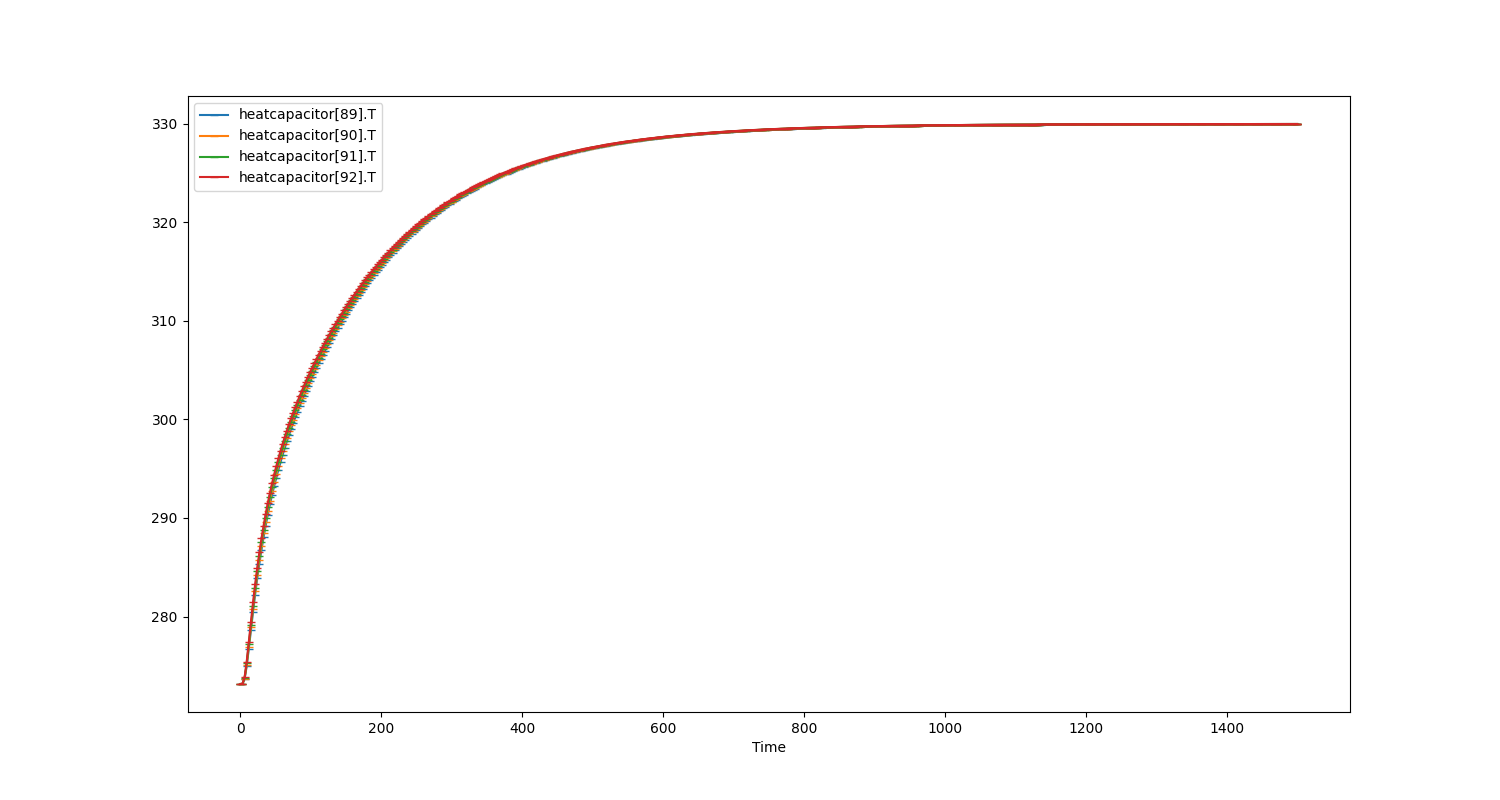 heatcapacitor[89].T
heatcapacitor[90].T
heatcapacitor[91].T
heatcapacitor[92].T
330
320
310
300
290
280
0 200 400 600 800 1000 1200 1400
Time